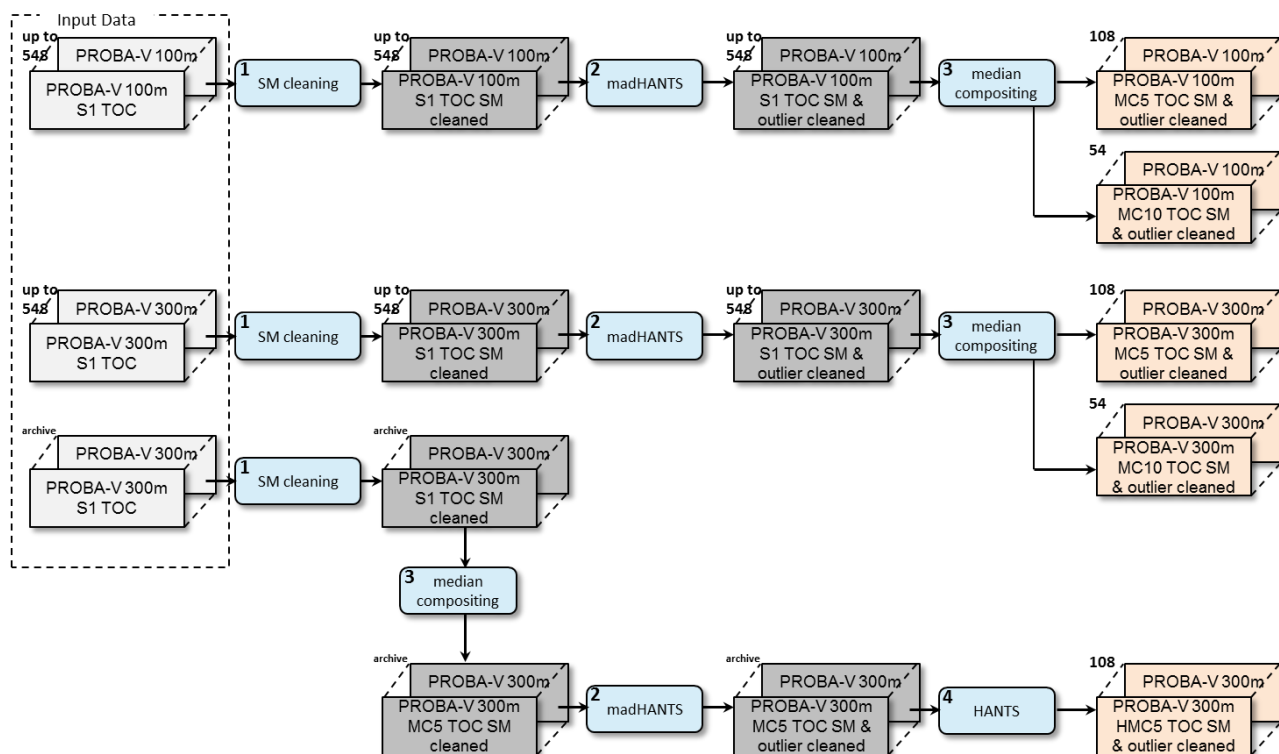 Input Data
up to
548
PROBA-V 100m
PROBA-V 100m
S1 TOC
1
SM cleaning
up to
548
PROBA-V 100m
PROBA-V 100m
S1 TOC SM
cleaned
2
madHANTS
up to
548
PROBA-V 100m
PROBA-V 100m
S1 TOC SM &
outlier cleaned
3
median
compositing
108
PROBA-V 100m
PROBA-V 100m
MC5 TOC SM &
outlier cleaned
54
PROBA-V 100m
PROBA-V 100m
MC10 TOC SM
& outlier cleaned
up to
548
PROBA-V 300m
PROBA-V 300m
S1 TOC
1
SM cleaning
up to
548
PROBA-V 300m
PROBA-V 300m
S1 TOC SM
cleaned
2
madHANTS
up to
548
PROBA-V 300m
PROBA-V 300m
S1 TOC SM &
outlier cleaned
3
median
compositing
108
PROBA-V 300m
PROBA-V 300m
MC5 TOC SM &
outlier cleaned
54
PROBA-V 300m
PROBA-V 300m
MC10 TOC SM
& outlier cleaned
archive
PROBA-V 300m
PROBA-V 300m
S1 TOC
1
SM cleaning
archive
PROBA-V 300m
PROBA-V 300m
S1 TOC SM
cleaned
3
median
compositing
archive
PROBA-V 300m
PROBA-V 300m
MC5 TOC SM
cleaned
2
madHANTS
archive
PROBA-V 300m
PROBA-V 300m
MC5 TOC SM &
outlier cleaned
4
HANTS
108
PROBA-V 300m
PROBA-V 300m
HMC5 TOC SM
& outlier cleaned